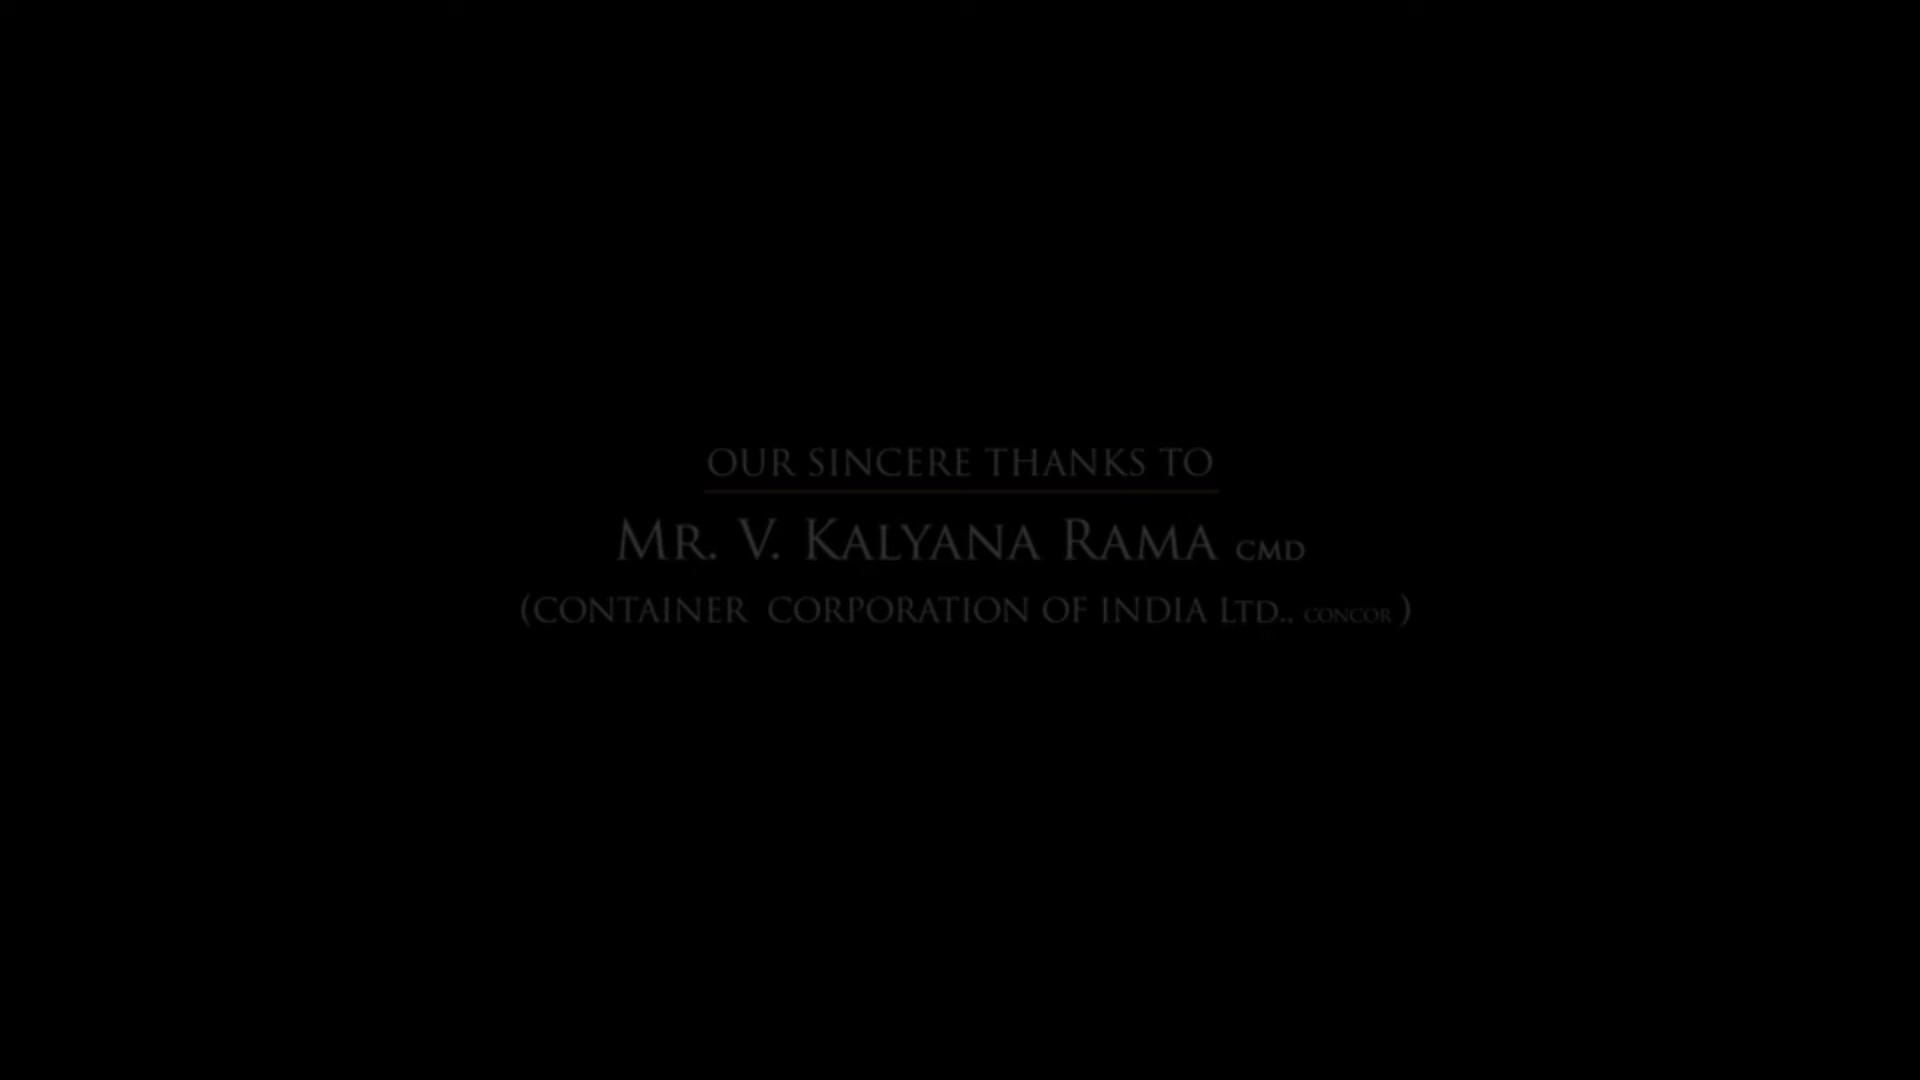 OUR SINCERE THANKS TO
MR. V. KALYANA RAMA CMD
(CONTAINER CORPORATION OF INDIA LTD., CONCOR)